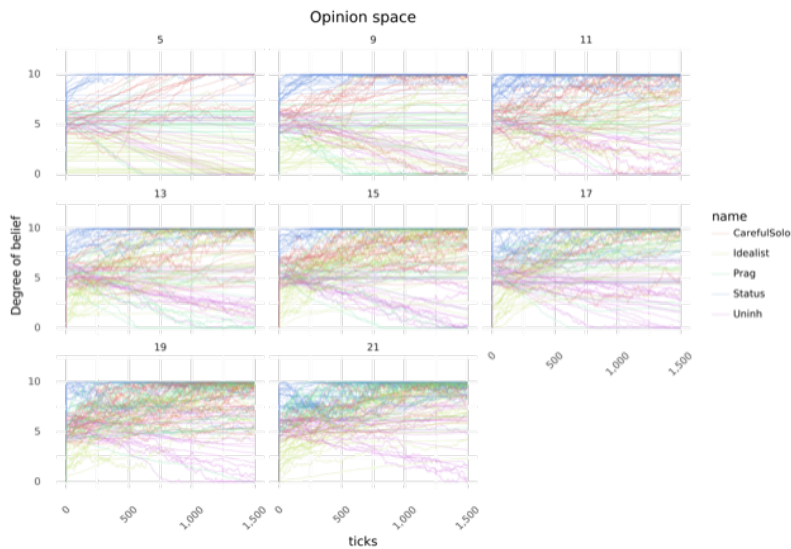 Opinion space
5 9 11
10
5
0
13 15 17
10
5
0
19 21
10
5
0
0 500 1,000 1,500
0 500 1,000 1,500
0 500 1,000 1,500
Degree of belief
ticks
name
CarefulSolo
Idealist
Prag
Status
Uninh